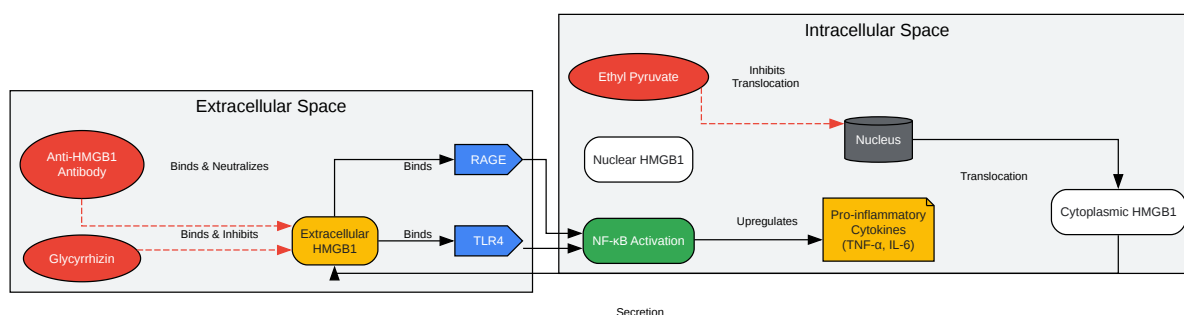 Intracellular Space
Ethyl Pyruvate
Inhibits
Translocation
Extracellular Space
Nucleus
Anti-HMGB1
Antibody
Binds & Neutralizes
Binds
RAGE
Nuclear HMGB1
Translocation
Cytoplasmic HMGB1
Binds & Inhibits
Glycyrrhizin
Extracellular
HMGB1
Binds
TLR4
NF-κB Activation
Upregulates
Pro-inflammatory
Cytokines
(TNF-α, IL-6)
Secretion